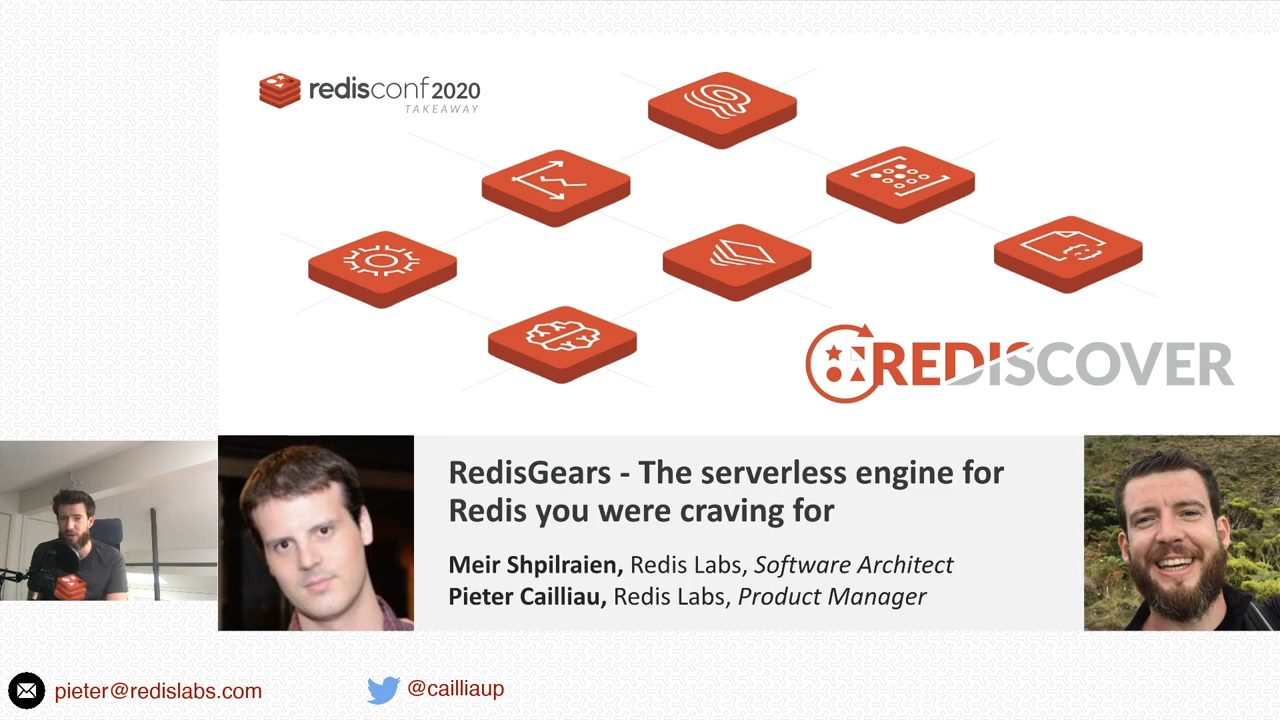 redisconf2020
TAKEAWAY
REDISCOVER
RedisGears - The serverless engine for
Redis you were craving for
Meir Shpilraien, Redis Labs, Software Architect
Pieter Cailliau, Redis Labs, Product Manager
pieter@redislabs.com
@cailliaup